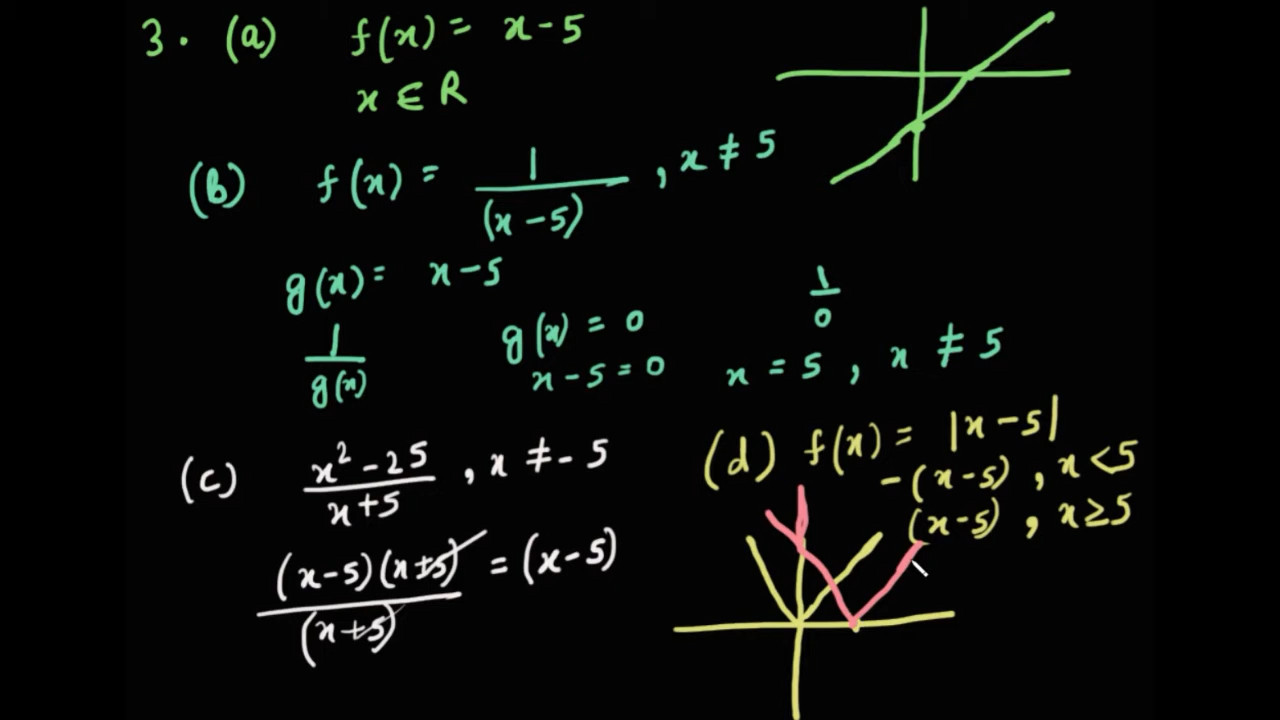 3. (a) f(x) = x-5
x ∈ R
(b) f(x) = 1/(x-5) , x ≠ 5
g(x) = x-5
1/g(x)
g(x) = 0
x-5=0
1/0
x = 5 , x ≠ 5
(c) x²-25/x+5 , x ≠ -5
(x-5)(x+5)/(x+5) = (x-5)
(d) f(x) = |x-5|
-(x-5) , x<5
(x-5) , x≥5